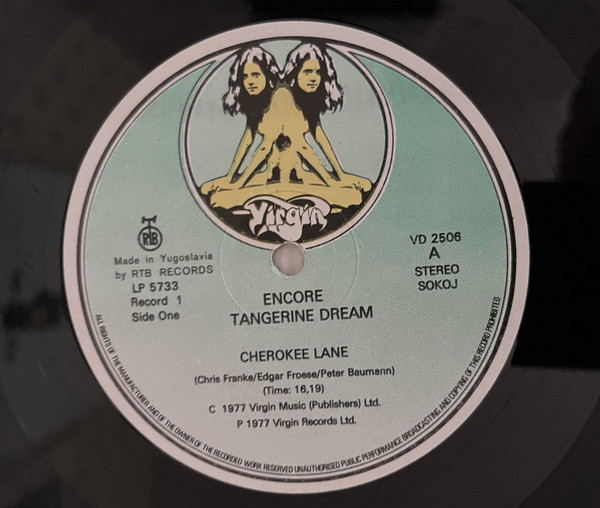 Virgin
RTB
Made in Yugoslavia
by RTB RECORDS
LP 5733
Record 1
Side One
VD 2506
A
STEREO
SOKOJ
ENCORE
TANGERINE DREAM
CHEROKEE LANE
(Chris Franke/Edgar Froese/Peter Baumann)
(Time: 16,19)
C 1977 Virgin Music (Publishers) Ltd.
P 1977 Virgin Records Ltd.
ALL RIGHTS OF THE MANUFACTURER AND OF THE OWNER OF THE RECORDED WORK RESERVED UNAUTHORISED PUBLIC PERFORMANCE BROADCASTING AND COPYING OF THIS RECORD PROHIBITED